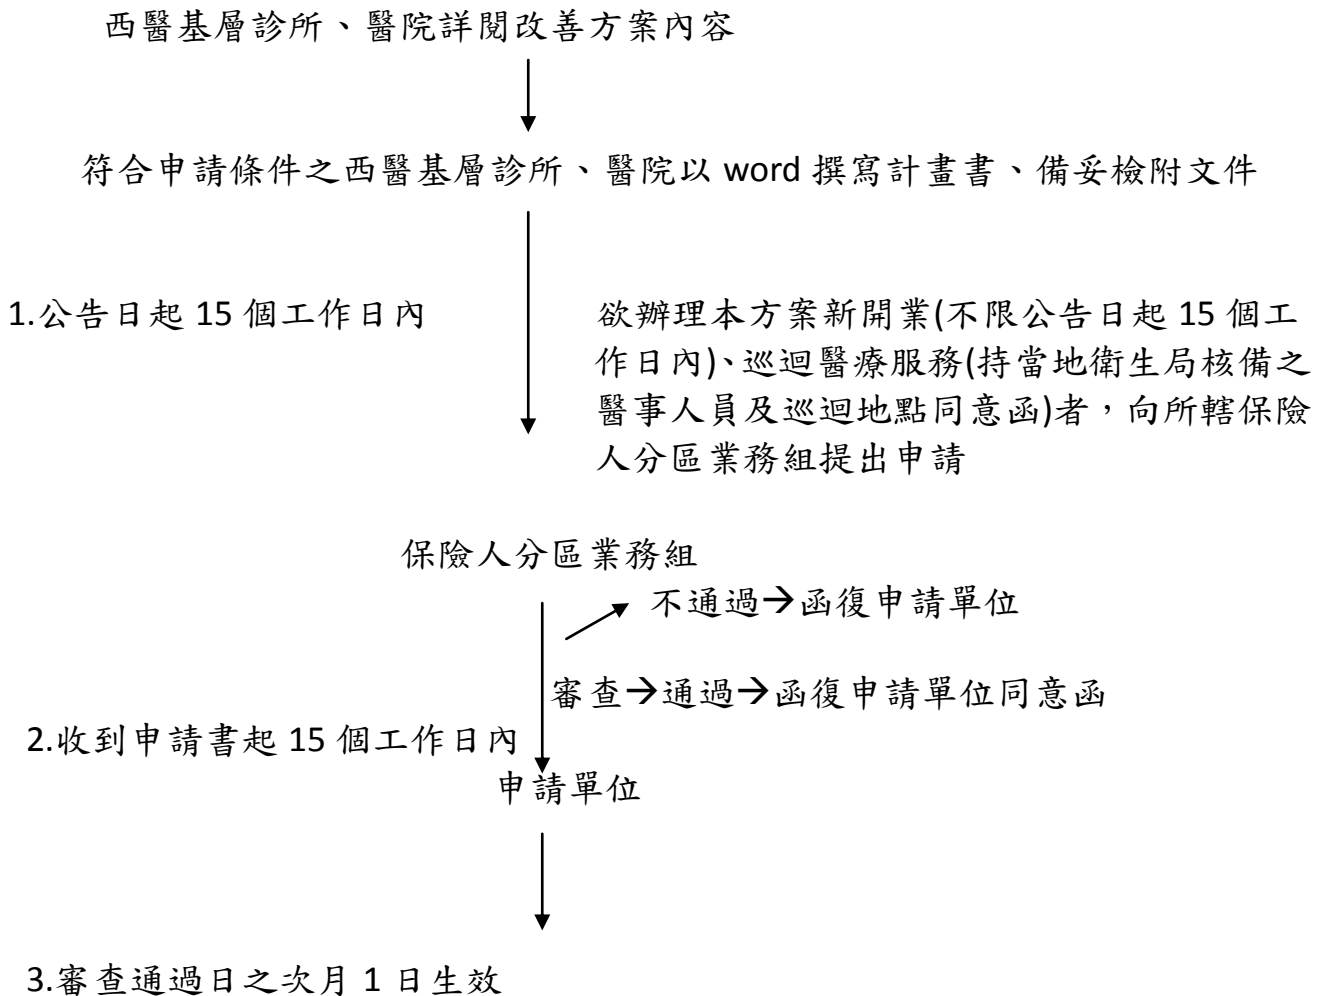 西醫基層診所、醫院詳閱改善方案內容
符合申請條件之西醫基層診所、醫院以 word 撰寫計畫書、備妥檢附文件
1.公告日起 15 個工作日內
欲辦理本方案新開業(不限公告日起 15 個工
作日內)、巡迴醫療服務(持當地衛生局核備之
醫事人員及巡迴地點同意函)者，向所轄保險
人分區業務組提出申請
保險人分區業務組
不通過→函復申請單位
審查→通過→函復申請單位同意函
2.收到申請書起 15 個工作日內
申請單位
3.審查通過日之次月 1 日生效